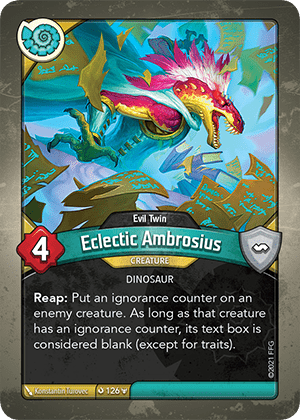 Evil Twin
Eclectic Ambrosius
4
CREATURE
DINOSAUR
Reap: Put an ignorance counter on an
enemy creature. As long as that creature
has an ignorance counter, its text box is
considered blank (except for traits).
©2021 FFG
Konstantin Turovec
126